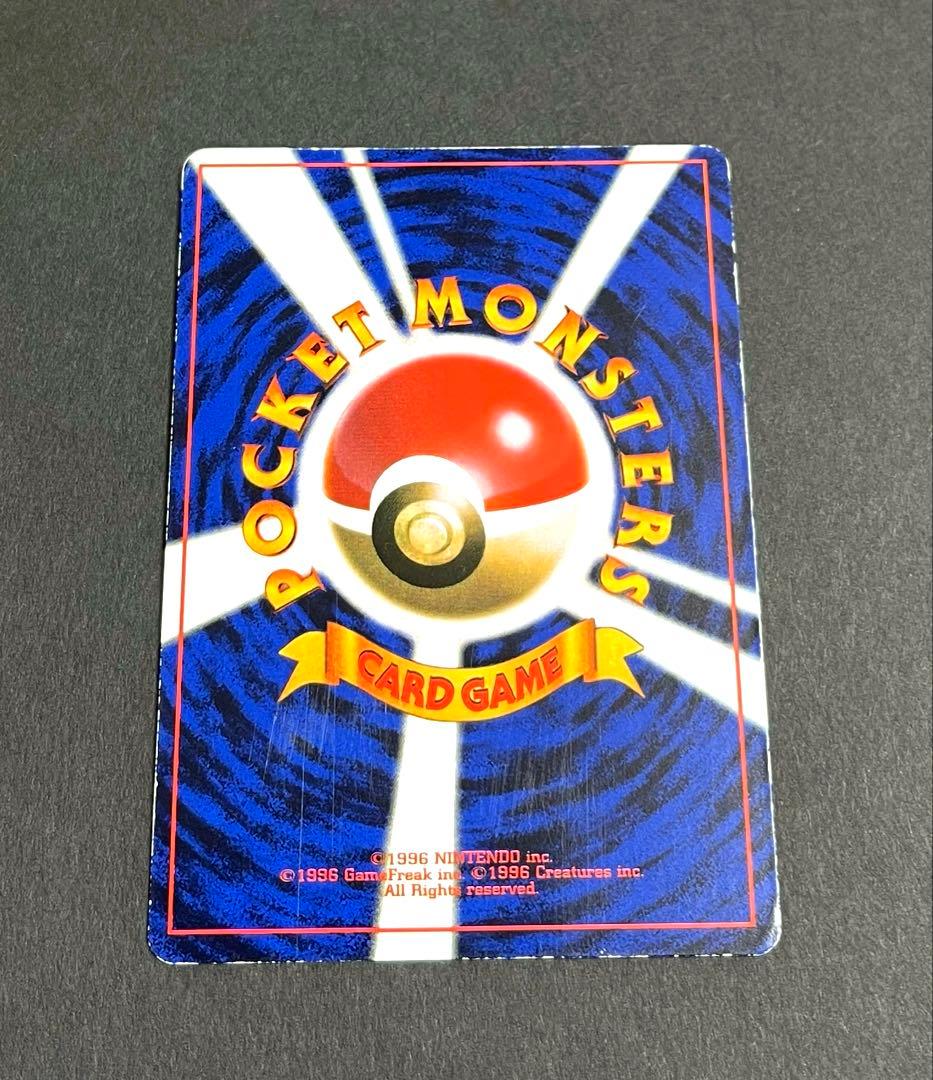 POCKET MONSTERS
CARD GAME
©1996 NINTENDO inc.
©1996 GameFreak inc. ©1996 Creatures inc.
All Rights reserved.